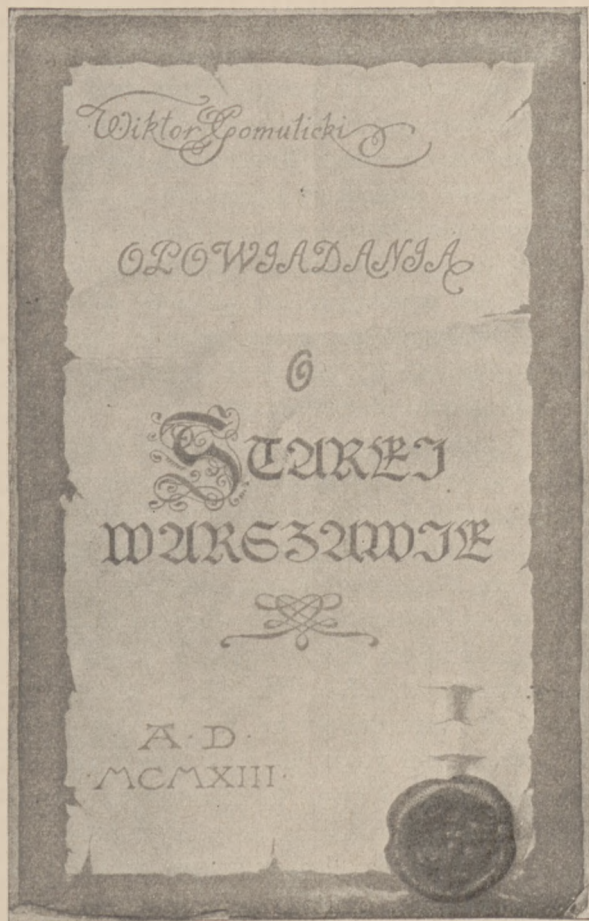 Wiktor Gomulicki
OPOWIADANIA
O
STAREJ
WARSZAWIE
A·D·
·MCMXIII·